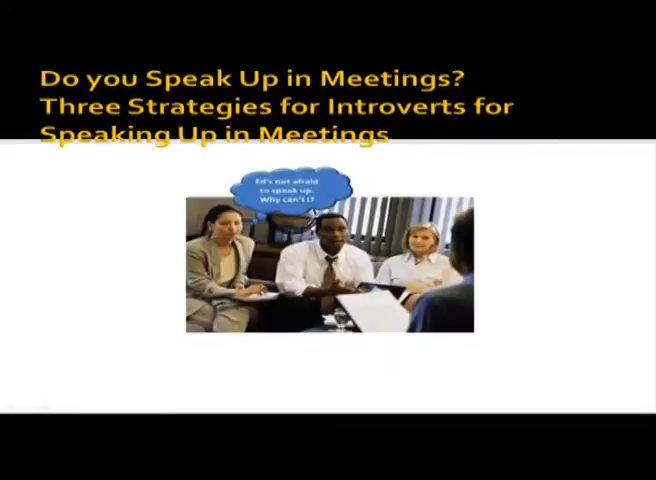 Do you Speak Up in Meetings?
Three Strategies for Introverts for
Speaking Up in Meetings
Ed's not afraid
to speak up.
Why can't I?